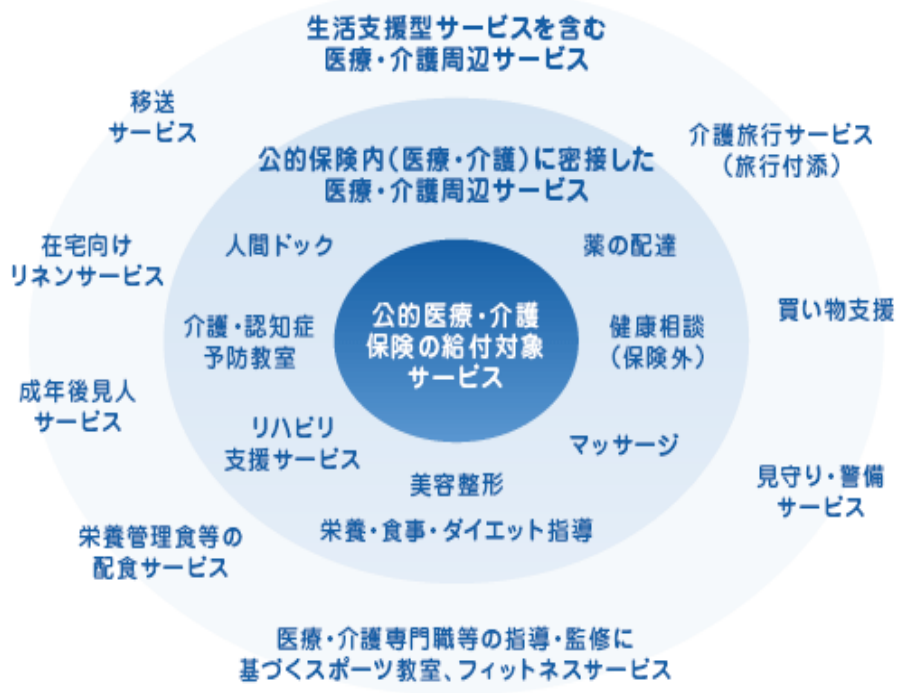 生活支援型サービスを含む
医療・介護周辺サービス
移送
サービス
介護旅行サービス
（旅行付添）
公的保険内（医療・介護）に密接した
医療・介護周辺サービス
在宅向け
リネンサービス
人間ドック
薬の配達
買い物支援
介護・認知症
予防教室
公的医療・介護
保険の給付対象
サービス
健康相談
（保険外）
成年後見人
サービス
リハビリ
支援サービス
マッサージ
美容整形
見守り・警備
サービス
栄養・食事・ダイエット指導
栄養管理食等の
配食サービス
医療・介護専門職等の指導・監修に
基づくスポーツ教室、フィットネスサービス